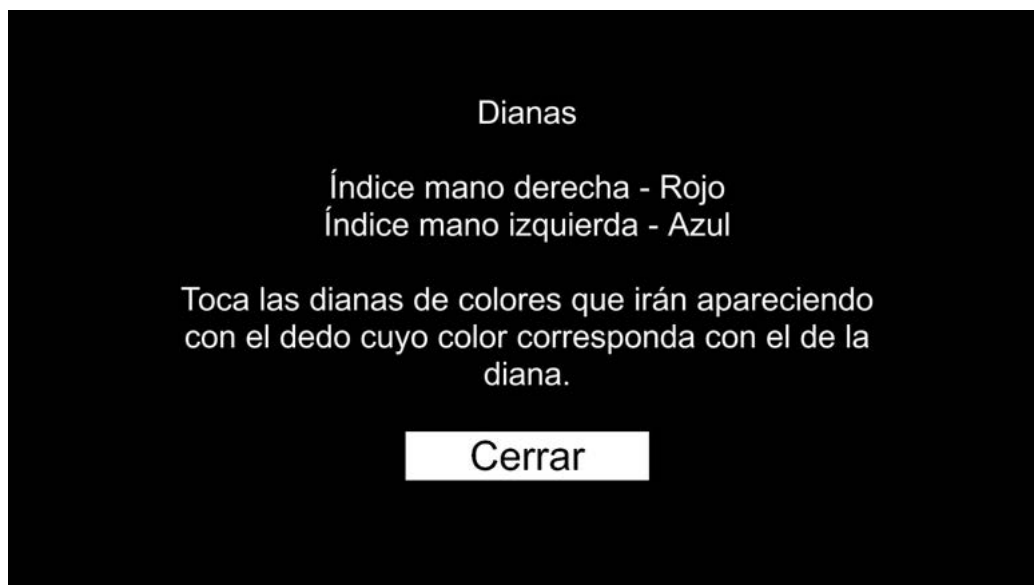 Dianas
Índice mano derecha - Rojo
Índice mano izquierda - Azul
Toca las dianas de colores que irán apareciendo
con el dedo cuyo color corresponda con el de la
diana.
Cerrar